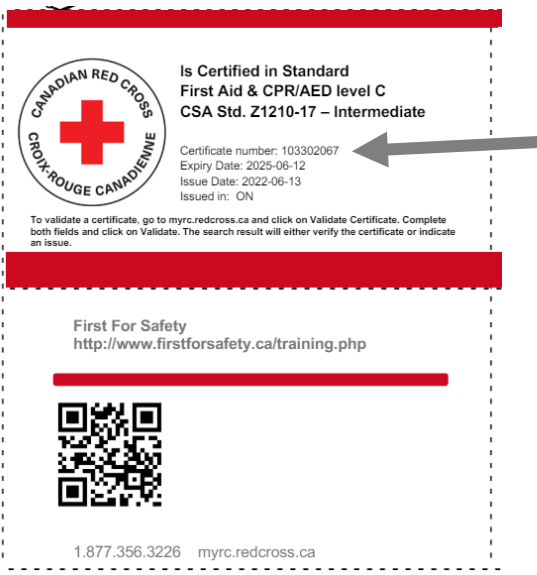 CANADIAN RED CROSS
CROIX-ROUGE CANADIENNE
Is Certified in Standard
First Aid & CPR/AED level C
CSA Std. Z1210-17 – Intermediate
Certificate number: 103302067
Expiry Date: 2025-06-12
Issue Date: 2022-06-13
Issued in:  ON
To validate a certificate, go to myrc.redcross.ca and click on Validate Certificate. Complete
both fields and click on Validate. The search result will either verify the certificate or indicate
an issue.
First For Safety
http://www.firstforsafety.ca/training.php
1.877.356.3226   myrc.redcross.ca